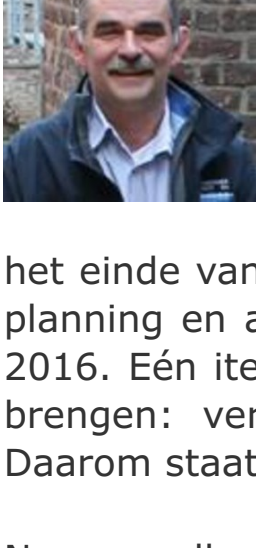 het einde van
planning en a
2016. Eén ite
brengen: ver
Daarom staat